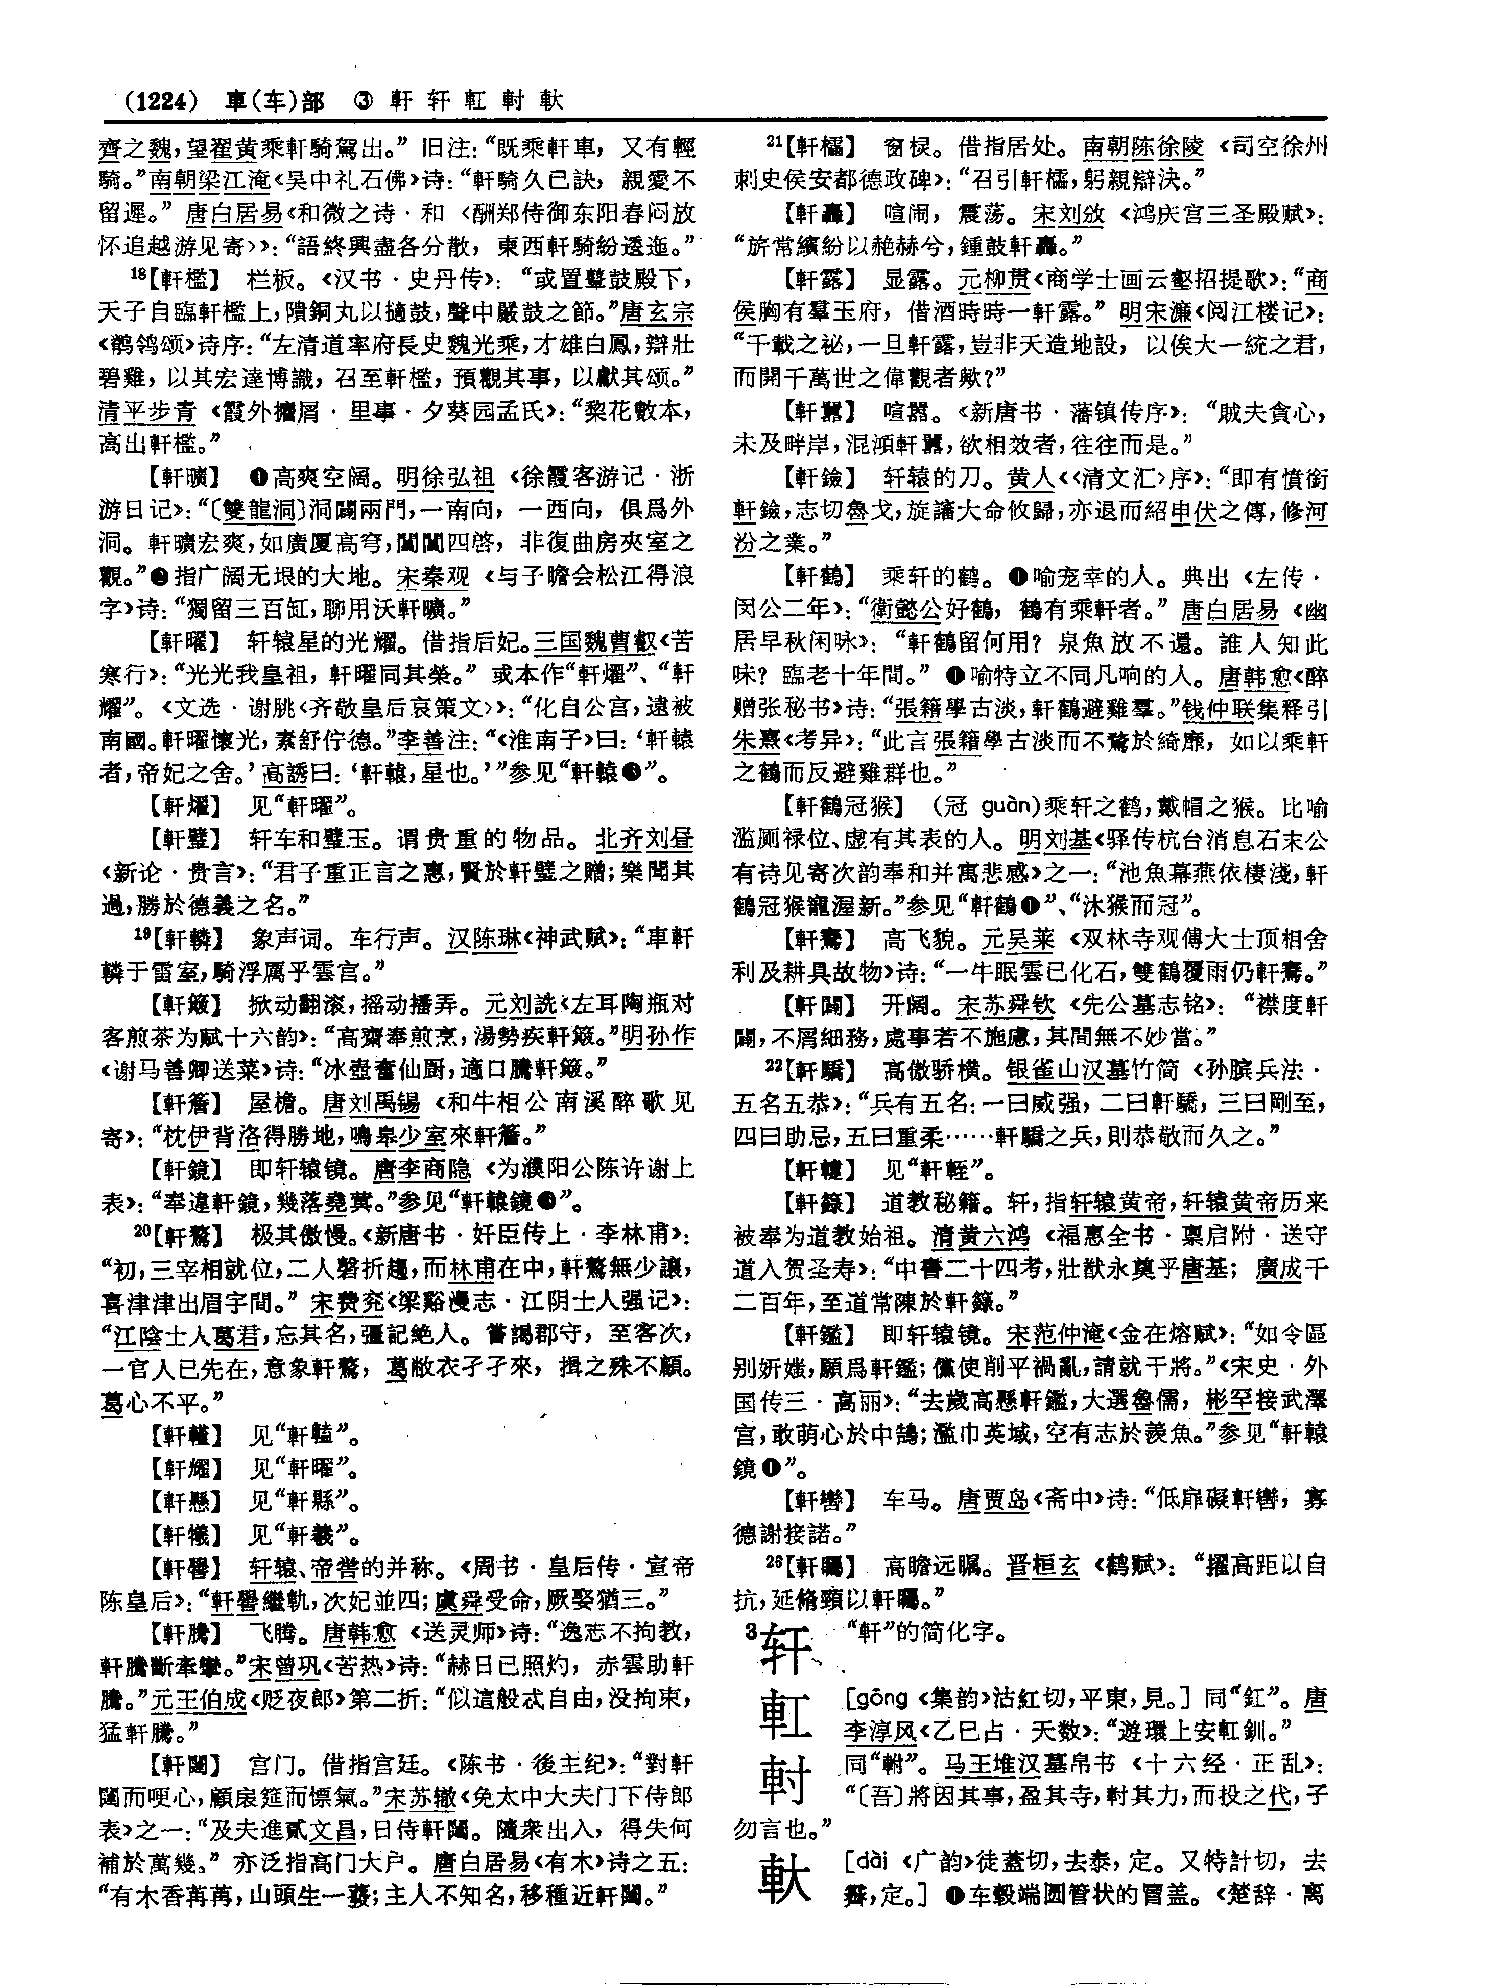 (1224) 車(车)部 ③ 軒 轩 軭 軵 軑
齊之魏，望翟黄乘軒騎駕出。”旧注：“既乘軒車，又有輕
騎。”南朝梁江淹《吴中礼石佛》诗：“軒騎久已訣，親愛不
留遲。”唐白居易《和微之诗·和〈酬郑侍御东阳春闷放
怀追越游见寄〉》：“語終興盡各分散，東西軒騎紛逶迤。”
18【軒檻】 栏板。《汉书·史丹传》：“或置鼙鼓殿下，
天子自臨軒檻上，隤銅丸以擿鼓，聲中嚴鼓之節。”唐玄宗
《鹡鸰颂》诗序：“左清道率府長史魏光乘，才雄白鳳，辯壯
碧雞，以其宏達博識，召至軒檻，預觀其事，以獻其颂。”
清平步青《霞外攟屑·里事·夕葵园孟氏》：“棃花數本，
高出軒檻。”
【軒曠】 ❶高爽空阔。明徐弘祖《徐霞客游记·浙
游日记》：“〔雙龍洞〕洞闢兩門，一南向，一西向，俱爲外
洞。軒曠宏爽，如廣厦高穹，閶闔四啓，非復曲房夾室之
觀。”❷指广阔无垠的大地。宋秦观《与子瞻会松江得浪
字》诗：“獨留三百缸，聊用沃軒曠。”
【軒曜】 轩辕星的光耀。借指后妃。三国魏曹叡《苦
寒行》：“光光我皇祖，軒曜同其榮。”或本作“軒燿”、“軒
耀”。《文选·谢朓〈齐敬皇后哀策文〉》：“化自公宫，遠被
南國。軒曜懷光，素舒佇德。”李善注：“《淮南子》曰：‘軒轅
者，帝妃之舍。’高誘曰：‘軒轅，星也。’”参见“軒轅❸”。
【軒燿】 见“軒曜”。
【軒璧】 轩车和璧玉。谓贵重的物品。北齐刘昼
《新论·贵言》：“君子重正言之惠，賢於軒璧之贈；樂聞其
過，勝於德義之名。”
19【軒轔】 象声词。车行声。汉陈琳《神武赋》：“車軒
轔于雷室，騎浮厲乎雲宫。”
【軒簸】 掀动翻滚，摇动播弄。元刘詵《左耳陶瓶对
客煎茶为赋十六韵》：“高齋奉煎烹，湯勢疾軒簸。”明孙作
《谢马善卿送菜》诗：“冰壺奮仙厨，適口騰軒簸。”
【軒簷】 屋檐。唐刘禹锡《和牛相公南溪醉歌见
寄》：“枕伊背洛得勝地，鳴皋少室來軒簷。”
【軒鏡】 即轩辕镜。唐李商隐《为濮阳公陈许谢上
表》：“奉違軒鏡，幾落堯蓂。”参见“軒轅鏡❶”。
20【軒驁】 极其傲慢。《新唐书·奸臣传上·李林甫》：
“初，三宰相就位，二人磬折趨，而林甫在中，軒驁無少讓，
喜津津出眉宇間。”宋费兖《梁谿漫志·江阴士人强记》：
“江陰士人葛君，忘其名，彊記絶人。嘗謁郡守，至客次，
一官人已先在，意象軒驁，葛敝衣孑孑來，揖之殊不顧。
葛心不平。”
【軒轞】 见“軒轀”。
【軒耀】 见“軒曜”。
【軒懸】 见“軒縣”。
【軒犧】 见“軒羲”。
【軒嚳】 轩辕、帝喾的并称。《周书·皇后传·宣帝
陈皇后》：“軒嚳繼軌，次妃並四；虞舜受命，厥娶猶三。”
【軒騰】 飞腾。唐韩愈《送灵师》诗：“逸志不拘教，
軒騰斷牽攣。”宋曾巩《苦热》诗：“赫日已照灼，赤雲助軒
騰。”元王伯成《贬夜郎》第二折：“似這般忒自由，没拘束，
猛軒騰。”
【軒闥】 宫门。借指宫廷。《陈书·後主纪》：“對軒
闥而哽心，顧扆筵而慓氣。”宋苏辙《免太中大夫门下侍郎
表》之一：“及夫進貳文昌，日侍軒闥。隨衆出入，得失何
補於萬幾。”亦泛指高门大户。唐白居易《有木》诗之五：
“有木香苒苒，山頭生一蕟；主人不知名，移種近軒闥。”
21【軒櫺】 窗棂。借指居处。南朝陈徐陵《司空徐州
刺史侯安都德政碑》：“召引軒櫺，躬親辯決。”
【軒轟】 喧闹，震荡。宋刘敛《鸿庆宫三圣殿赋》：
“旂常繽紛以赩赫兮，鍾鼓軒轟。”
【軒露】 显露。元柳贯《商学士画云壑招提歌》：“商
侯胸有羣玉府，借酒時時一軒露。”明宋濂《阅江楼记》：
“千載之祕，一旦軒露，豈非天造地設，以俟大一統之君，
而開千萬世之偉觀者歟？”
【軒囂】 喧嚣。《新唐书·藩镇传序》：“賊夫貪心，
未及畔岸，混澒軒囂，欲相效者，往往而是。”
【軒鐱】 轩辕的刀。黄人《〈清文汇〉序》：“即有憤銜
軒鐱，志切魯戈，旋譸大命攸歸，亦退而紹申伏之傳，修河
汾之業。”
【軒鶴】 乘轩的鹤。❶喻宠幸的人。典出《左传·
闵公二年》：“衛懿公好鶴，鶴有乘軒者。”唐白居易《幽
居早秋闲咏》：“軒鶴留何用？泉魚放不還。誰人知此
味？臨老十年間。”❶喻特立不同凡响的人。唐韩愈《醉
赠张秘书》诗：“張籍學古淡，軒鶴避雞羣。”钱仲联集释引
朱熹《考异》：“此言張籍學古淡而不騖於綺靡，如以乘軒
之鶴而反避雞群也。”
【軒鶴冠猴】 (冠 guàn)乘轩之鹤，戴帽之猴。比喻
滥厕禄位、虚有其表的人。明刘基《驿传杭台消息石末公
有诗见寄次韵奉和并寓悲感》之一：“池魚幕燕依棲淺，軒
鶴冠猴寵渥新。”参见“軒鶴❶”、“沐猴而冠”。
【軒鶱】 高飞貌。元吴莱《双林寺观傅大士顶相舍
利及耕具故物》诗：“一牛眠雲已化石，雙鶴覆雨仍軒鶱。”
【軒闢】 开阔。宋苏舜钦《先公墓志铭》：“襟度軒
闢，不屑細務，處事若不施慮，其間無不妙當。”
22【軒驕】 高傲骄横。银雀山汉墓竹简《孙膑兵法·
五名五恭》：“兵有五名：一曰威强，二曰軒驕，三曰剛至，
四曰助忌，五曰重柔……軒驕之兵，則恭敬而久之。”
【軒轋】 见“軒輊”。
【軒籙】 道教秘籍。轩，指轩辕黄帝，轩辕黄帝历来
被奉为道教始祖。清黄六鸿《福惠全书·禀启附·送守
道入贺圣寿》：“中書二十四考，壯猷永奠乎唐基；廣成千
二百年，至道常陳於軒籙。”
【軒鑑】 即轩辕镜。宋范仲淹《金在熔赋》：“如令區
别妍媸，願爲軒鑑；儻使削平禍亂，請就干將。”《宋史·外
国传三·高丽》：“去歲高懸軒鑑，大選魯儒，彬罕接武澤
宫，敢萌心於中鵠；濫巾英域，空有志於羨魚。”参见“軒轅
鏡❶”。
【軒轡】 车马。唐贾岛《斋中》诗：“低扉礙軒轡，寡
德謝接諾。”
26【軒矚】 高瞻远瞩。晋桓玄《鹤赋》：“擢高距以自
抗，延脩頸以軒矚。”
3轩 “軒”的简化字。
軭 [gōng《集韵》沽紅切，平東，見。]同“釭”。唐
李淳风《乙巳占·天数》：“遊環上安軭釧。”
軵 同“軵”。马王堆汉墓帛书《十六经·正乱》：
“〔吾〕將因其事，盈其寺，軵其力，而投之代，子
勿言也。”
軑 [dài《广韵》徒蓋切，去泰，定。又特計切，去
霽，定。] ❶车毂端圆管状的冒盖。《楚辞·离